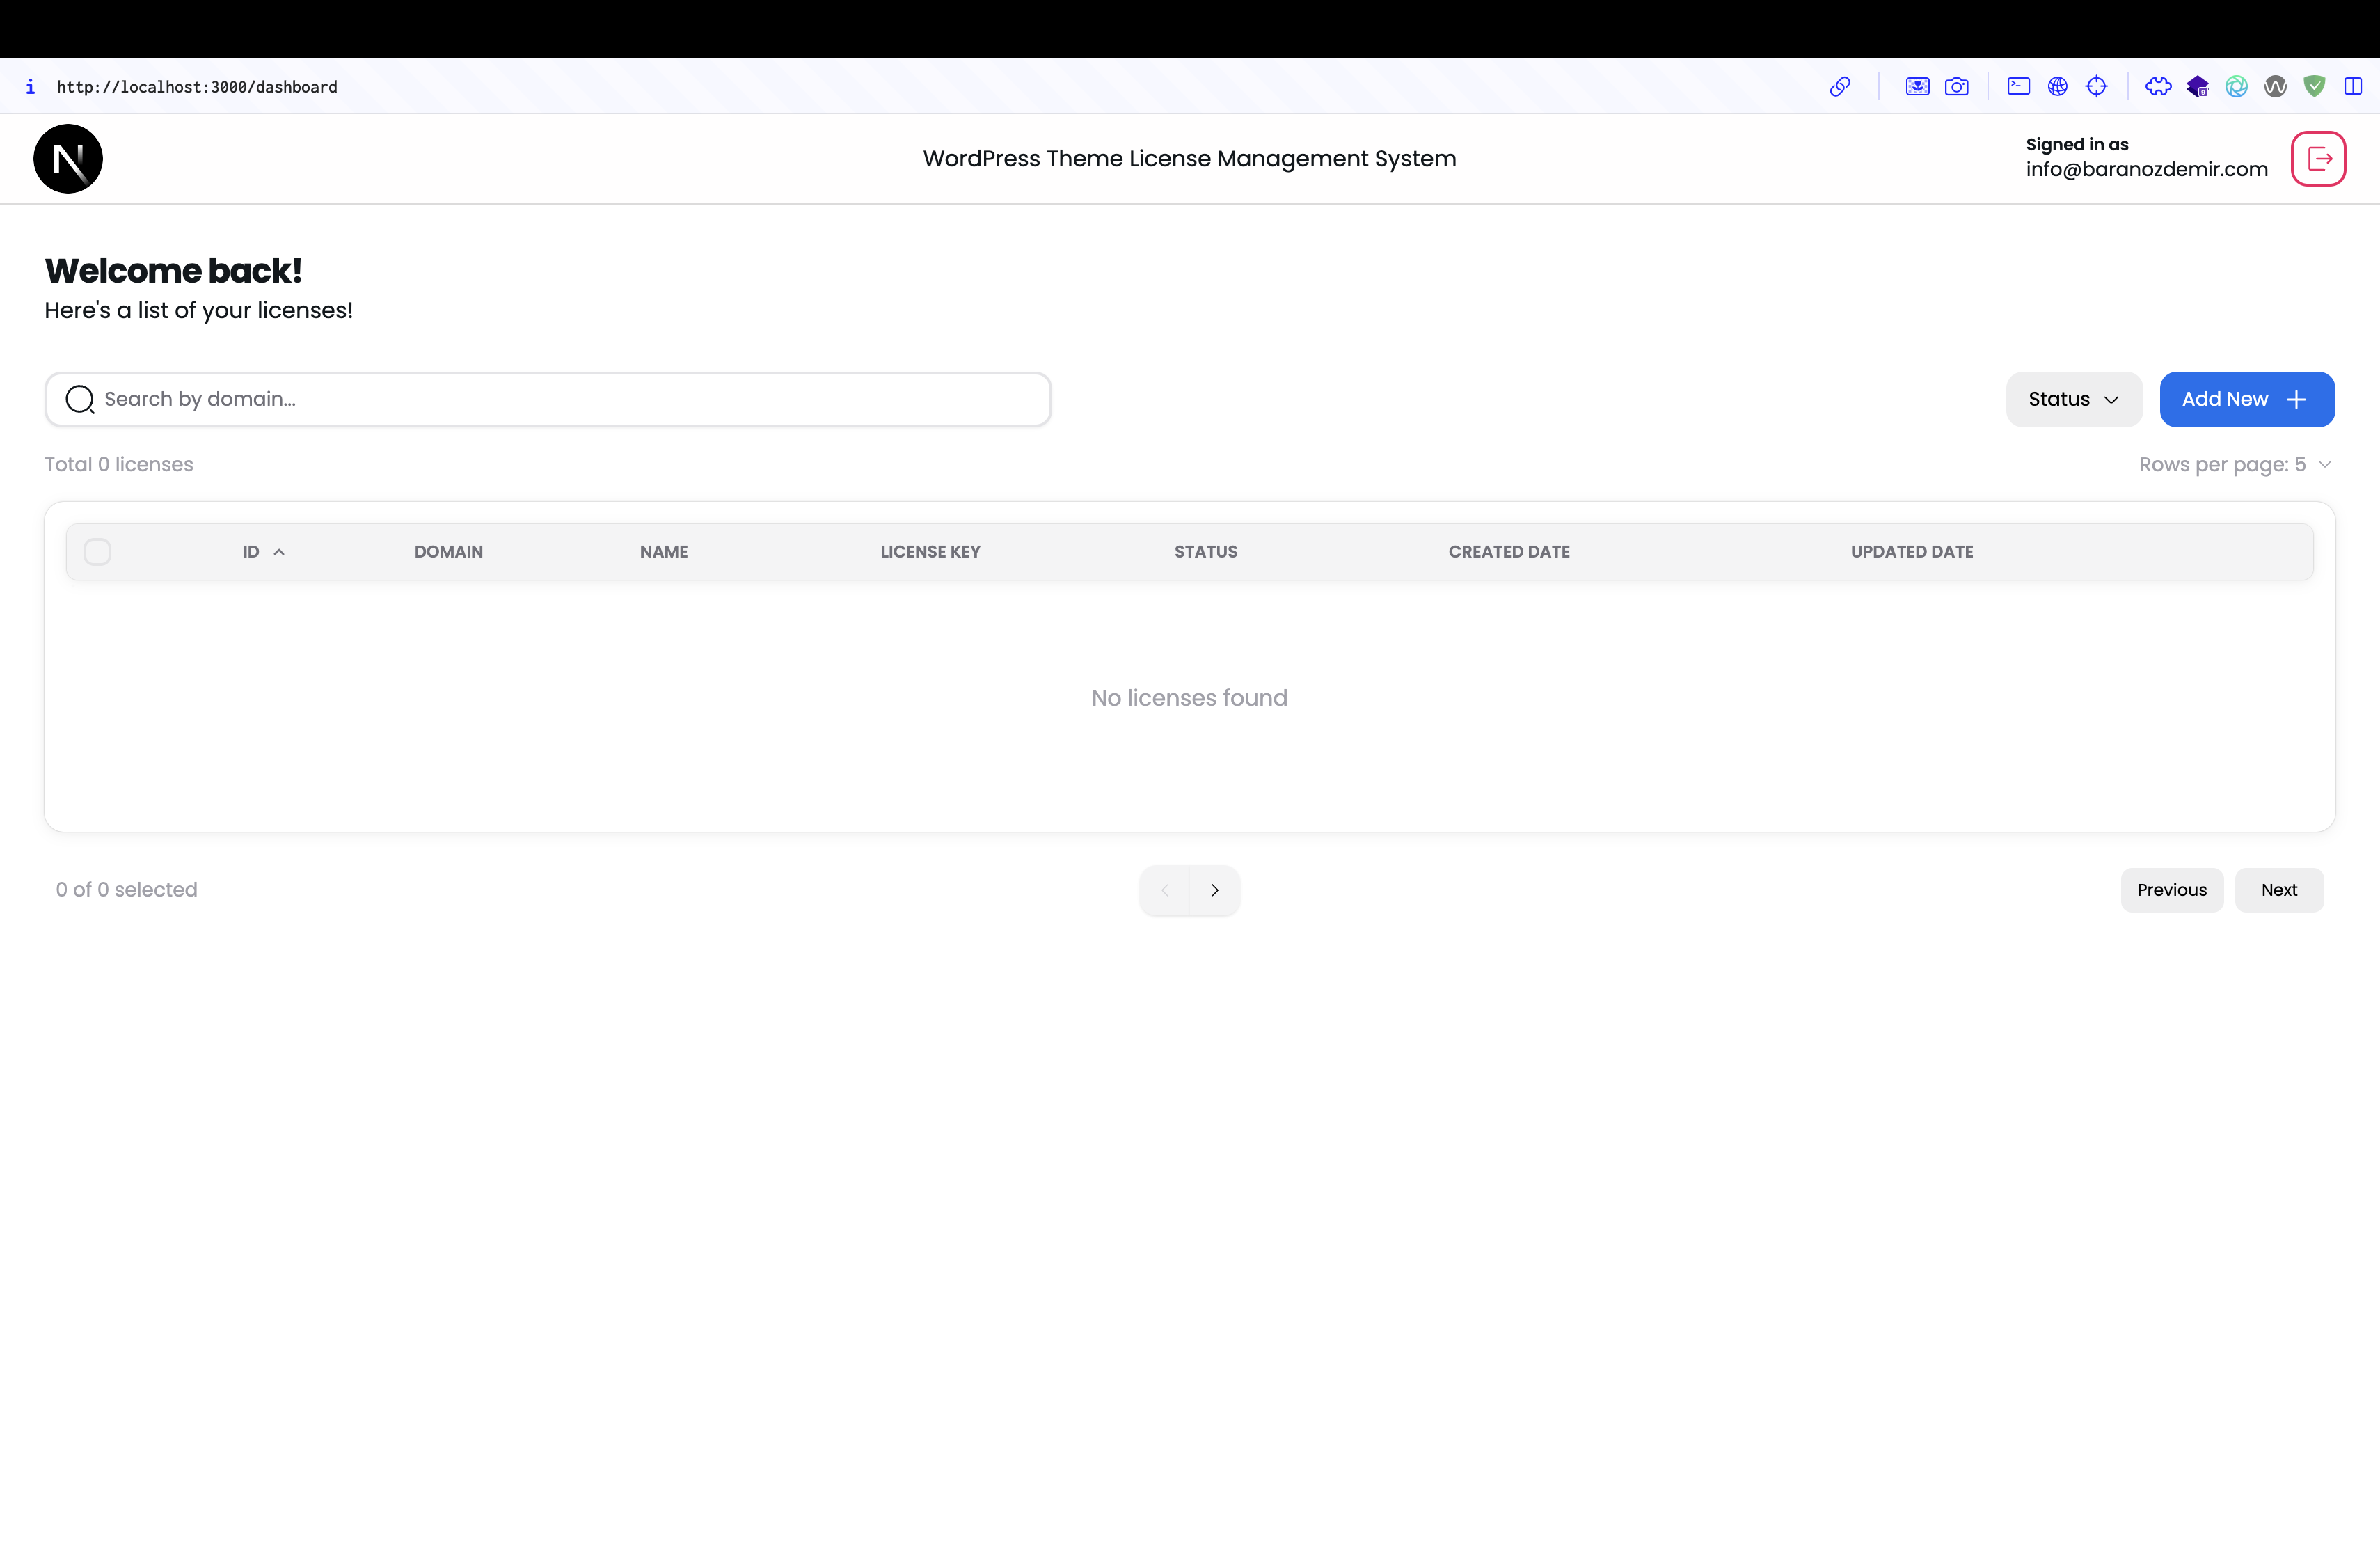 i http://localhost:3000/dashboard
N
WordPress Theme License Management System
Signed in as
info@baranozdemir.com
Welcome back!
Here's a list of your licenses!
Search by domain...
Status
Add New
Total 0 licenses
Rows per page: 5
ID DOMAIN NAME LICENSE KEY STATUS CREATED DATE UPDATED DATE
No licenses found
0 of 0 selected
Previous
Next